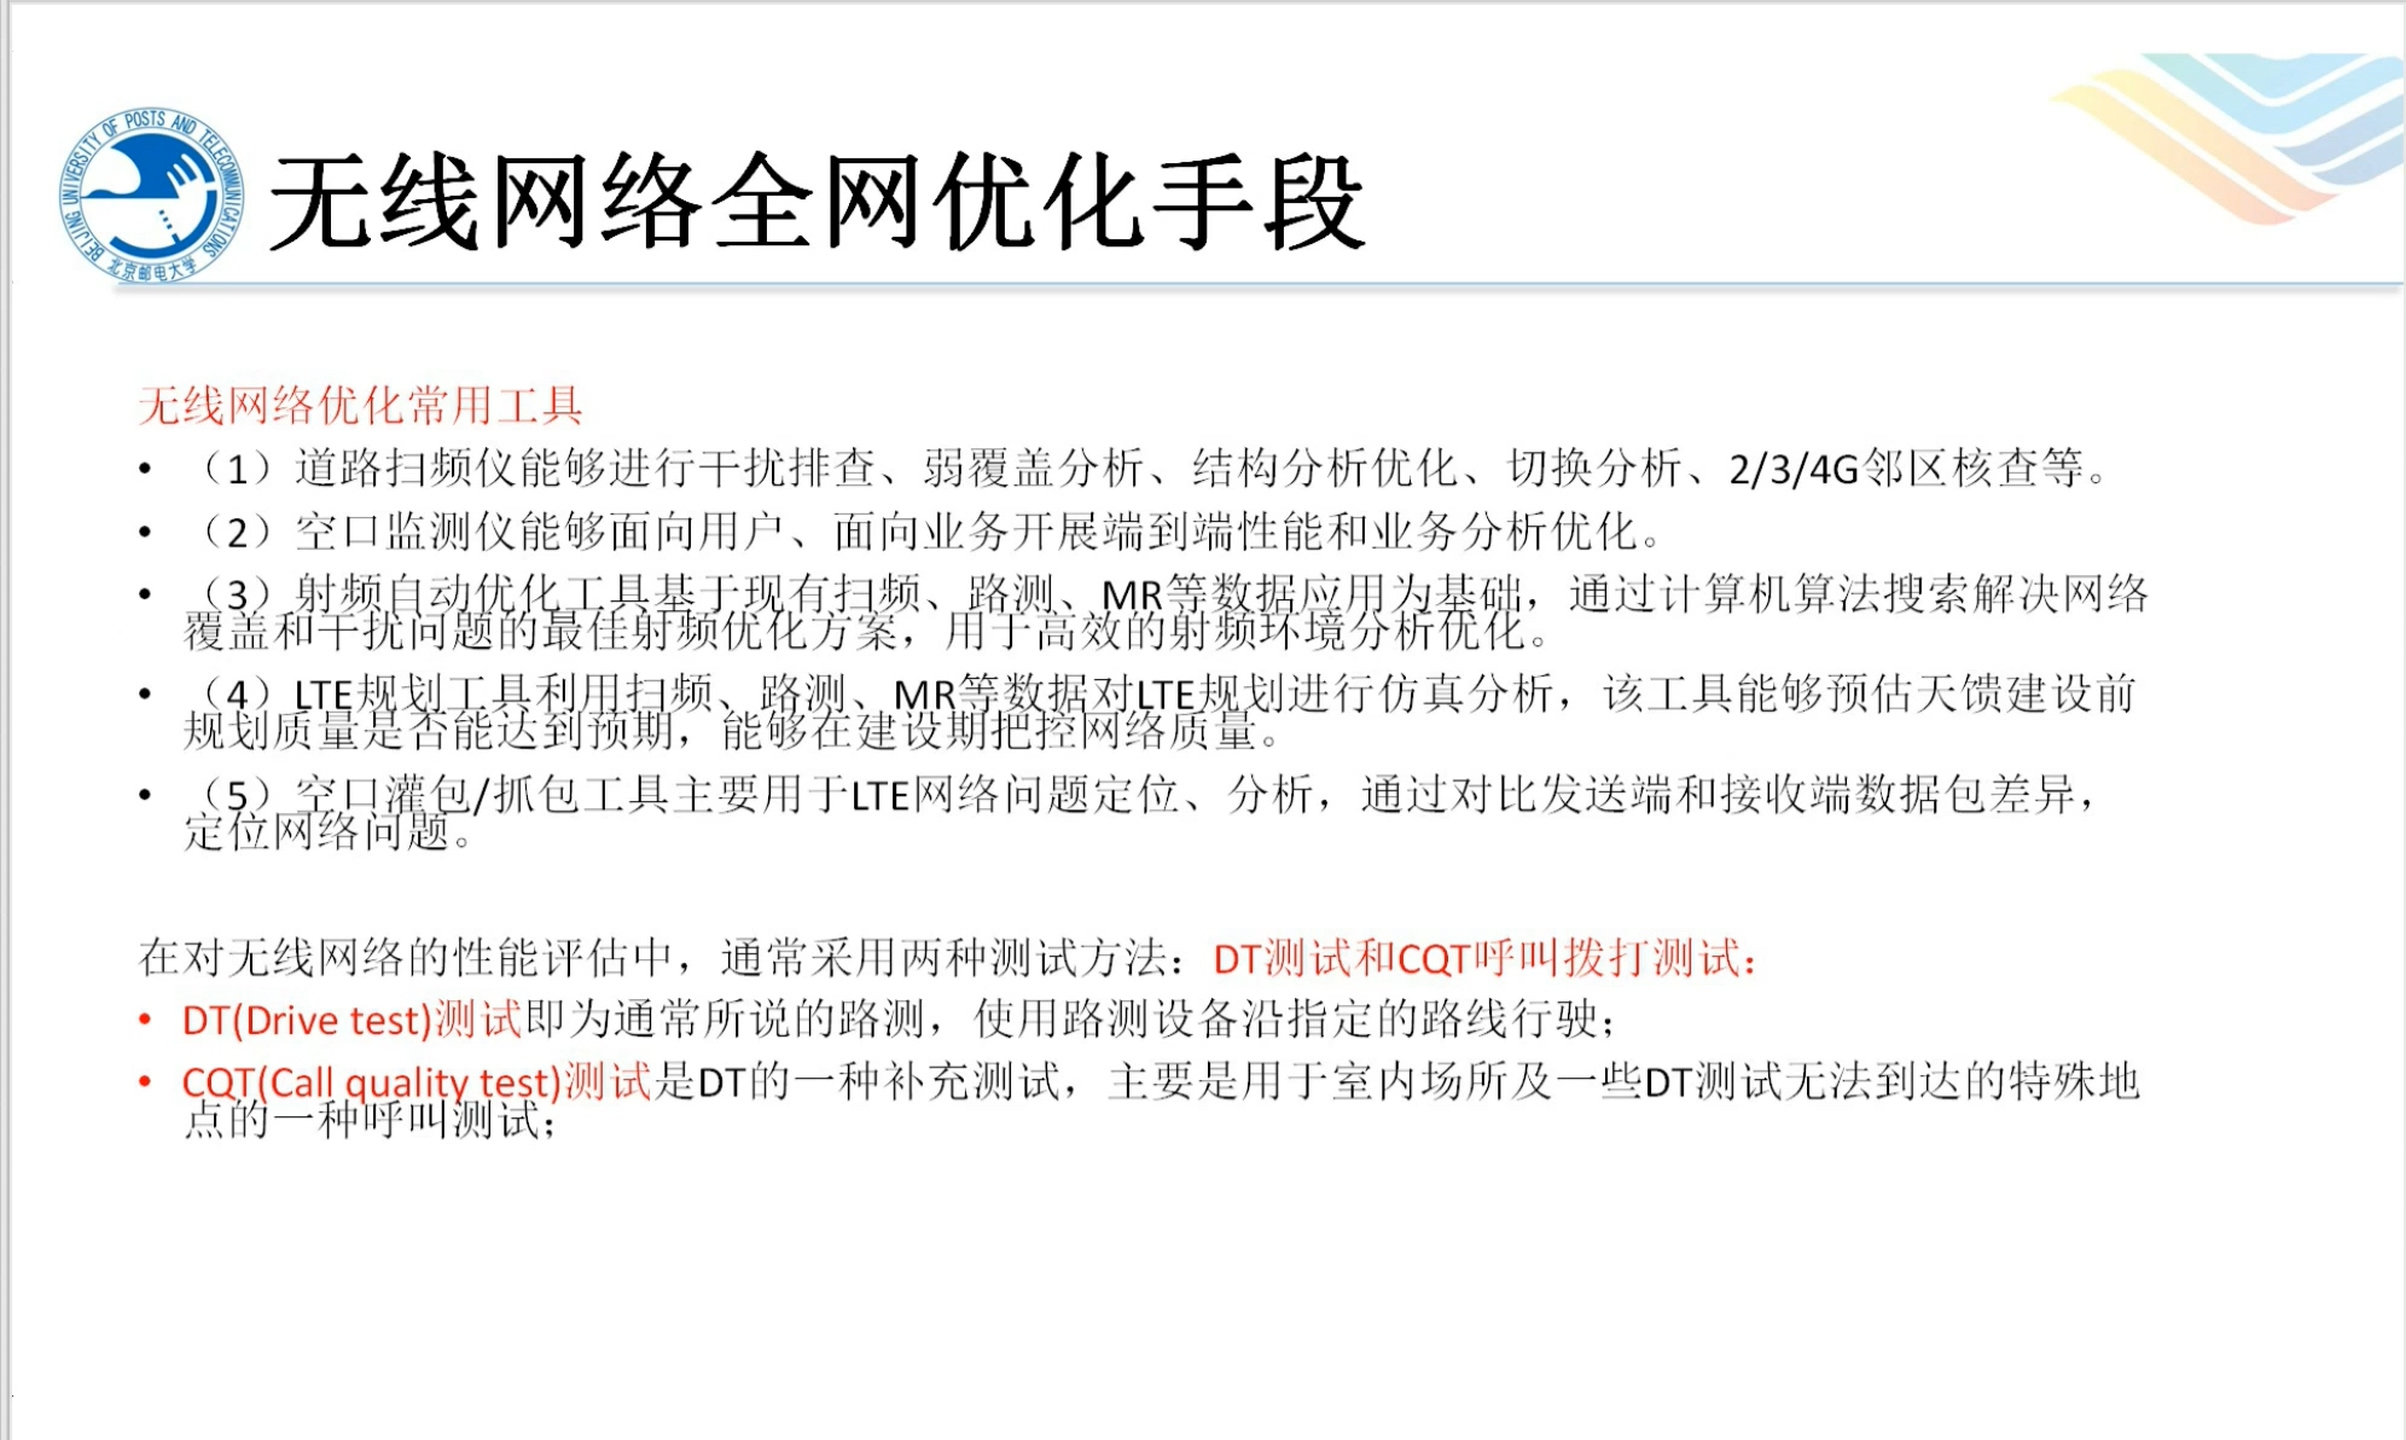 BEIJING UNIVERSITY OF POSTS AND TELECOMMUNICATIONS
北京邮电大学
无线网络全网优化手段
无线网络优化常用工具
• （1）道路扫频仪能够进行干扰排查、弱覆盖分析、结构分析优化、切换分析、2/3/4G邻区核查等。
• （2）空口监测仪能够面向用户、面向业务开展端到端性能和业务分析优化。
• （3）射频自动优化工具基于现有扫频、路测、MR等数据应用为基础，通过计算机算法搜索解决网络
覆盖和干扰问题的最佳射频优化方案，用于高效的射频环境分析优化。
• （4）LTE规划工具利用扫频、路测、MR等数据对LTE规划进行仿真分析，该工具能够预估天馈建设前
规划质量是否能达到预期，能够在建设期把控网络质量。
• （5）空口灌包/抓包工具主要用于LTE网络问题定位、分析，通过对比发送端和接收端数据包差异，
定位网络问题。
在对无线网络的性能评估中，通常采用两种测试方法：DT测试和CQT呼叫拨打测试：
• DT(Drive test)测试即为通常所说的路测，使用路测设备沿指定的路线行驶；
• CQT(Call quality test)测试是DT的一种补充测试，主要是用于室内场所及一些DT测试无法到达的特殊地
点的一种呼叫测试；